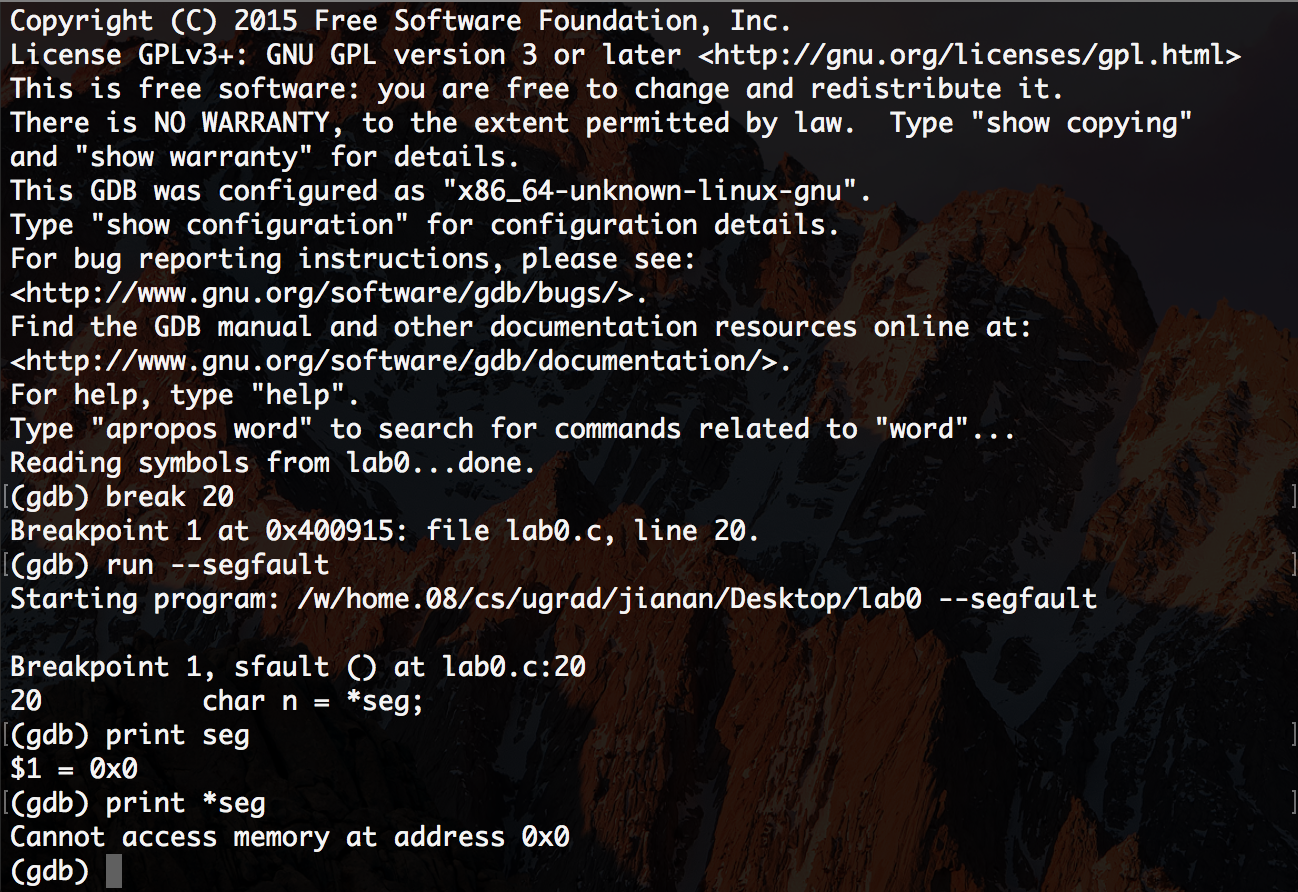 Copyright (C) 2015 Free Software Foundation, Inc.
License GPLv3+: GNU GPL version 3 or later <http://gnu.org/licenses/gpl.html>
This is free software: you are free to change and redistribute it.
There is NO WARRANTY, to the extent permitted by law.  Type "show copying"
and "show warranty" for details.
This GDB was configured as "x86_64-unknown-linux-gnu".
Type "show configuration" for configuration details.
For bug reporting instructions, please see:
<http://www.gnu.org/software/gdb/bugs/>.
Find the GDB manual and other documentation resources online at:
<http://www.gnu.org/software/gdb/documentation/>.
For help, type "help".
Type "apropos word" to search for commands related to "word"...
Reading symbols from lab0...done.
[(gdb) break 20 ]
Breakpoint 1 at 0x400915: file lab0.c, line 20.
[(gdb) run --segfault ]
Starting program: /w/home.08/cs/ugrad/jianan/Desktop/lab0 --segfault

Breakpoint 1, sfault () at lab0.c:20
20          char n = *seg;
[(gdb) print seg ]
$1 = 0x0
[(gdb) print *seg ]
Cannot access memory at address 0x0
(gdb)